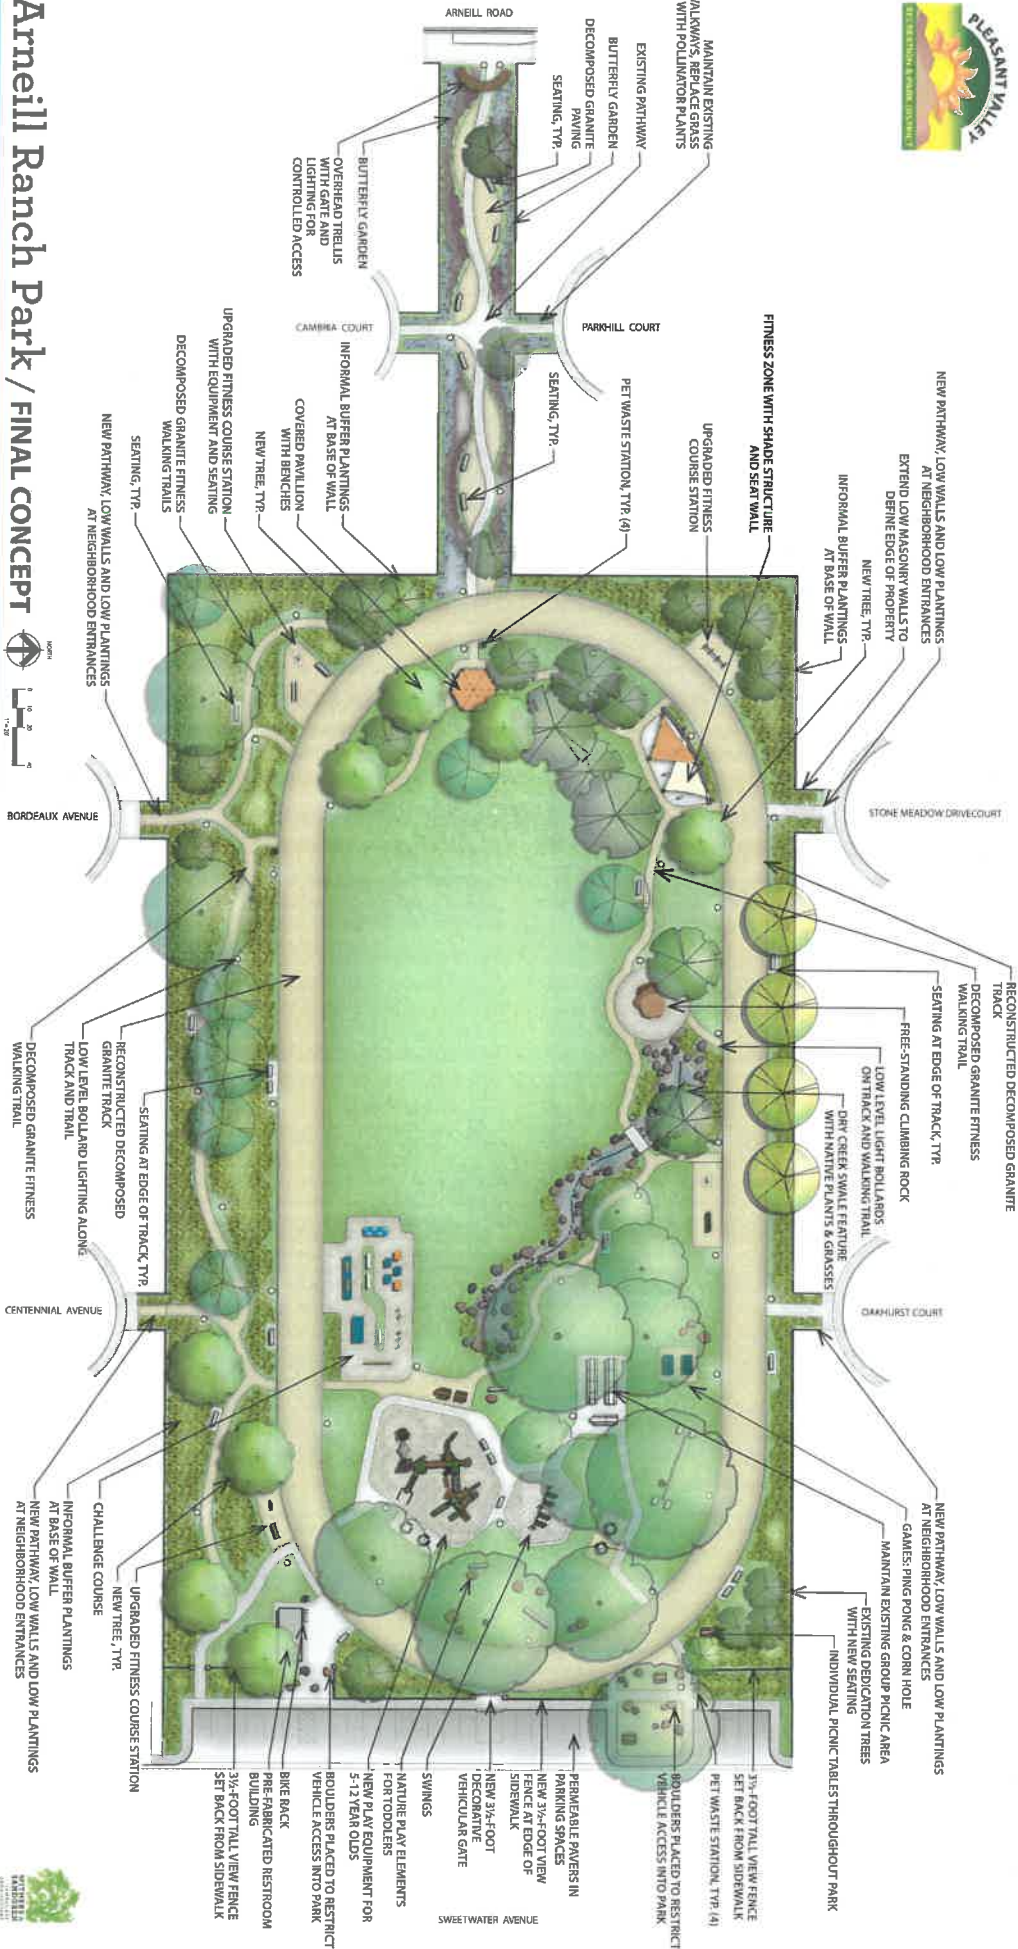 Arneill Ranch Park / FINAL CONCEPT
NORTH
PLEASANT VALLEY
RECREATION & PARK DISTRICT
ARNEILL ROAD
MAINTAIN EXISTING
WALKWAYS, REPLACE GRASS
WITH POLLINATOR PLANTS
EXISTING PATHWAY
BUTTERFLY GARDEN
DECOMPOSED GRANITE
PAVING
SEATING, TYP.
BUTTERFLY GARDEN
OVERHEAD TRELLIS
WITH GATE AND
LIGHTING FOR
CONTROLLED ACCESS
CAMBRIA COURT
PARKHILL COURT
SEATING, TYP.
PET WASTE STATION, TYP. (4)
UPGRADED FITNESS
COURSE STATION
FITNESS ZONE WITH SHADE STRUCTURE
AND SEAT WALL
INFORMAL BUFFER PLANTINGS
AT BASE OF WALL
NEW TREE, TYP.
EXTEND LOW MASONRY WALLS TO
DEFINE EDGE OF PROPERTY
NEW PATHWAY, LOW WALLS AND LOW PLANTINGS
AT NEIGHBORHOOD ENTRANCES
INFORMAL BUFFER PLANTINGS
AT BASE OF WALL
COVERED PAVILLION
WITH BENCHES
NEW TREE, TYP.
UPGRADED FITNESS COURSE STATION
WITH EQUIPMENT AND SEATING
DECOMPOSED GRANITE FITNESS
WALKING TRAILS
SEATING, TYP.
NEW PATHWAY, LOW WALLS AND LOW PLANTINGS
AT NEIGHBORHOOD ENTRANCES
BORDEAUX AVENUE
STONE MEADOW DRIVECOURT
RECONSTRUCTED DECOMPOSED GRANITE
TRACK
DECOMPOSED GRANITE FITNESS
WALKING TRAIL
SEATING AT EDGE OF TRACK, TYP.
FREE-STANDING CLIMBING ROCK
LOW LEVEL LIGHT BOLLARDS
ON TRACK AND WALKING TRAIL
DRY CREEK SWALE FEATURE
WITH NATIVE PLANTS & GRASSES
SEATING AT EDGE OF TRACK, TYP.
RECONSTRUCTED DECOMPOSED
GRANITE TRACK
LOW LEVEL BOLLARD LIGHTING ALONG
TRACK AND TRAIL
DECOMPOSED GRANITE FITNESS
WALKING TRAIL
CENTENNIAL AVENUE
OAKHURST COURT
NEW PATHWAY, LOW WALLS AND LOW PLANTINGS
AT NEIGHBORHOOD ENTRANCES
GAMES: PING PONG & CORN HOLE
MAINTAIN EXISTING GROUP PICNIC AREA
EXISTING DEDICATION TREES
WITH NEW SEATING
INDIVIDUAL PICNIC TABLES THROUGHOUT PARK
UPGRADED FITNESS COURSE STATION
NEW TREE, TYP.
CHALLENGE COURSE
INFORMAL BUFFER PLANTINGS
AT BASE OF WALL
NEW PATHWAY, LOW WALLS AND LOW PLANTINGS
AT NEIGHBORHOOD ENTRANCES
3½-FOOT TALL VIEW FENCE
SET BACK FROM SIDEWALK
PET WASTE STATION, TYP. (4)
BOULDERS PLACED TO RESTRICT
VEHICLE ACCESS INTO PARK
PERMEABLE PAVERS IN
PARKING SPACES
NEW 3½-FOOT VIEW
FENCE AT EDGE OF
SIDEWALK
NEW 3½-FOOT
DECORATIVE
VEHICULAR GATE
SWINGS
NATURE PLAY ELEMENTS
FOR TODDLERS
NEW PLAY EQUIPMENT FOR
5-12 YEAR OLDS
BOULDERS PLACED TO RESTRICT
VEHICLE ACCESS INTO PARK
BIKE RACK
PRE-FABRICATED RESTROOM
BUILDING
3½-FOOT TALL VIEW FENCE
SET BACK FROM SIDEWALK
SWEETWATER AVENUE
WITHERS &
SANDGREN